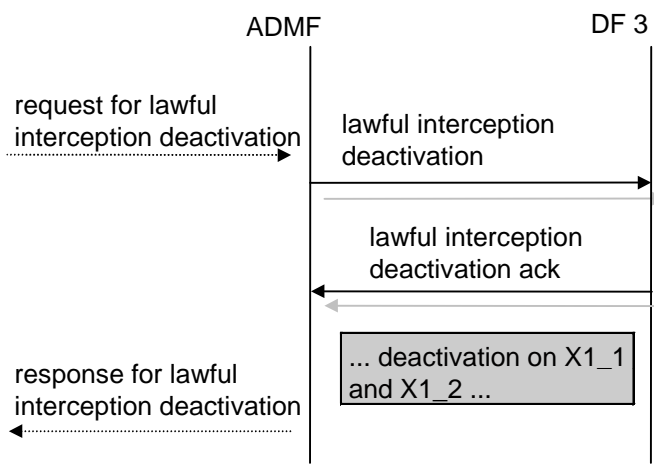 ADMF
DF 3
request for lawful
interception deactivation
lawful interception
deactivation
lawful interception
deactivation ack
... deactivation on X1_1
and X1_2 ...
response for lawful
interception deactivation